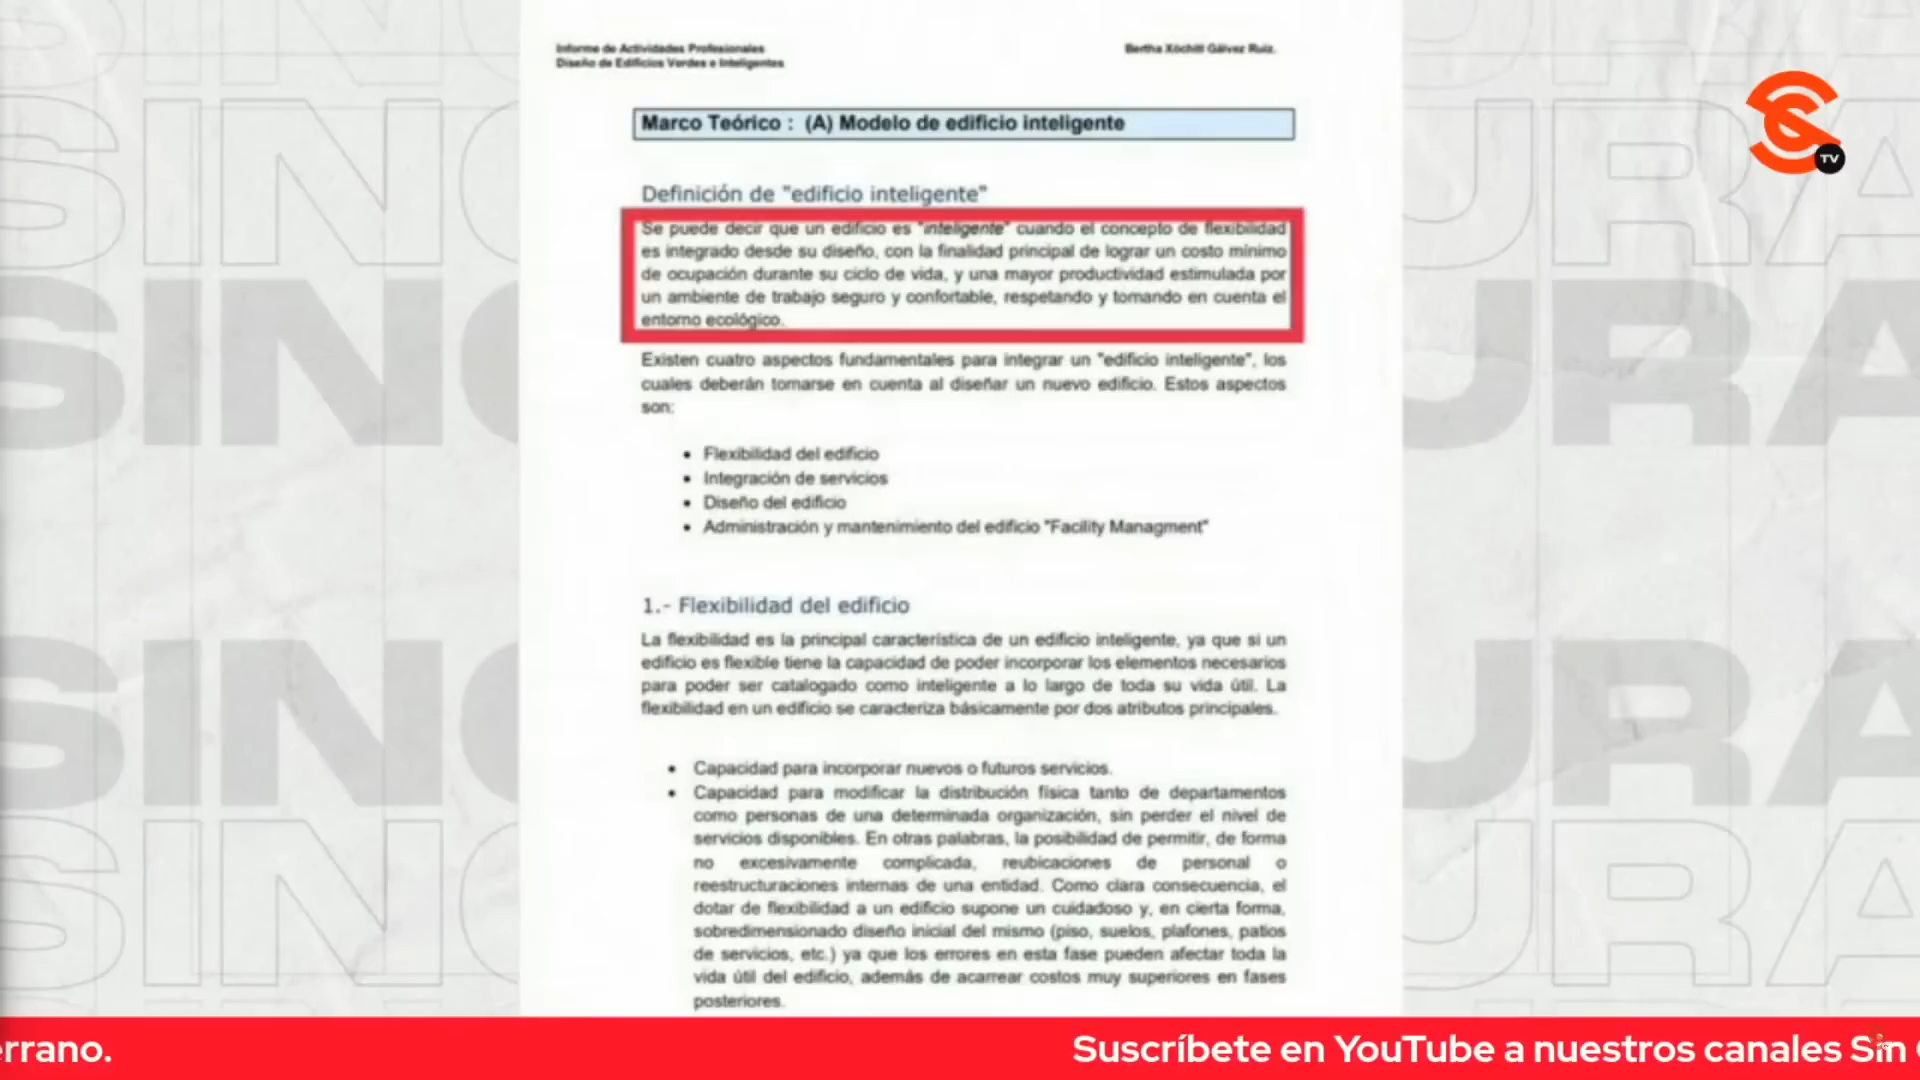 Informe de Actividades Profesionales
Diseño de Edificios Verdes e Inteligentes
Bertha Xóchitl Gálvez Ruiz.
TV
Marco Teórico : (A) Modelo de edificio inteligente
Definición de "edificio inteligente"
Se puede decir que un edificio es "inteligente" cuando el concepto de flexibilidad
es integrado desde su diseño, con la finalidad principal de lograr un costo mínimo
de ocupación durante su ciclo de vida, y una mayor productividad estimulada por
un ambiente de trabajo seguro y confortable, respetando y tomando en cuenta el
entorno ecológico.
Existen cuatro aspectos fundamentales para integrar un "edificio inteligente", los
cuales deberán tomarse en cuenta al diseñar un nuevo edificio. Estos aspectos
son:
• Flexibilidad del edificio
• Integración de servicios
• Diseño del edificio
• Administración y mantenimiento del edificio "Facility Managment"
1.- Flexibilidad del edificio
La flexibilidad es la principal característica de un edificio inteligente, ya que si un
edificio es flexible tiene la capacidad de poder incorporar los elementos necesarios
para poder ser catalogado como inteligente a lo largo de toda su vida útil. La
flexibilidad en un edificio se caracteriza básicamente por dos atributos principales.
• Capacidad para incorporar nuevos o futuros servicios.
• Capacidad para modificar la distribución física tanto de departamentos
como personas de una determinada organización, sin perder el nivel de
servicios disponibles. En otras palabras, la posibilidad de permitir, de forma
no excesivamente complicada, reubicaciones de personal o
reestructuraciones internas de una entidad. Como clara consecuencia, el
dotar de flexibilidad a un edificio supone un cuidadoso y, en cierta forma,
sobredimensionado diseño inicial del mismo (piso, suelos, plafones, patios
de servicios, etc.) ya que los errores en esta fase pueden afectar toda la
vida útil del edificio, además de acarrear costos muy superiores en fases
posteriores.
errano.
Suscríbete en YouTube a nuestros canales Sin